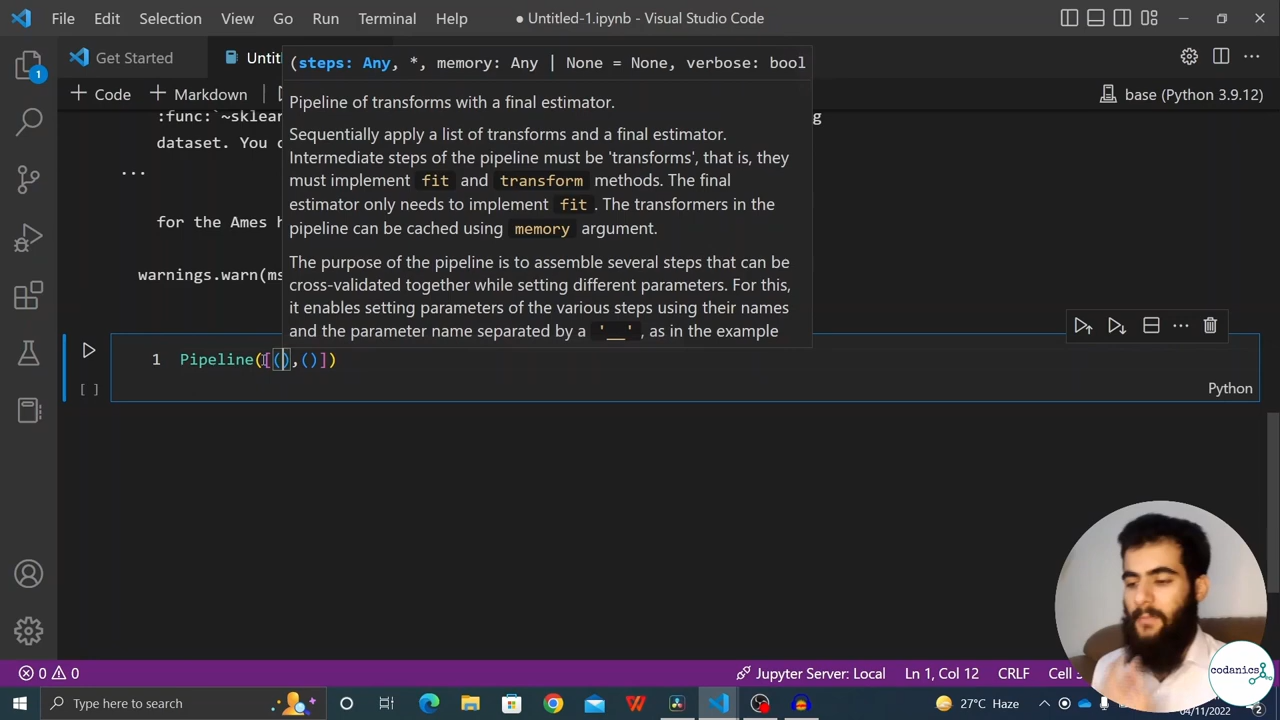 File Edit Selection View Go Run Terminal Help ● Untitled-1.ipynb - Visual Studio Code
Get Started Untit
(steps: Any, *, memory: Any | None = None, verbose: bool
+ Code + Markdown
base (Python 3.9.12)
Pipeline of transforms with a final estimator.
:func:`~sklear
dataset. You c
...
for the Ames h
warnings.warn(ms
Sequentially apply a list of transforms and a final estimator.
Intermediate steps of the pipeline must be 'transforms', that is, they
must implement fit and transform methods. The final
estimator only needs to implement fit. The transformers in the
pipeline can be cached using memory argument.
The purpose of the pipeline is to assemble several steps that can be
cross-validated together while setting different parameters. For this,
it enables setting parameters of the various steps using their names
and the parameter name separated by a '__', as in the example
1 Pipeline([(),()])
[ ]
Python
1
0 0 Jupyter Server: Local Ln 1, Col 12 CRLF Cell
codanics
Type here to search 27°C Haze
04/11/2022 2